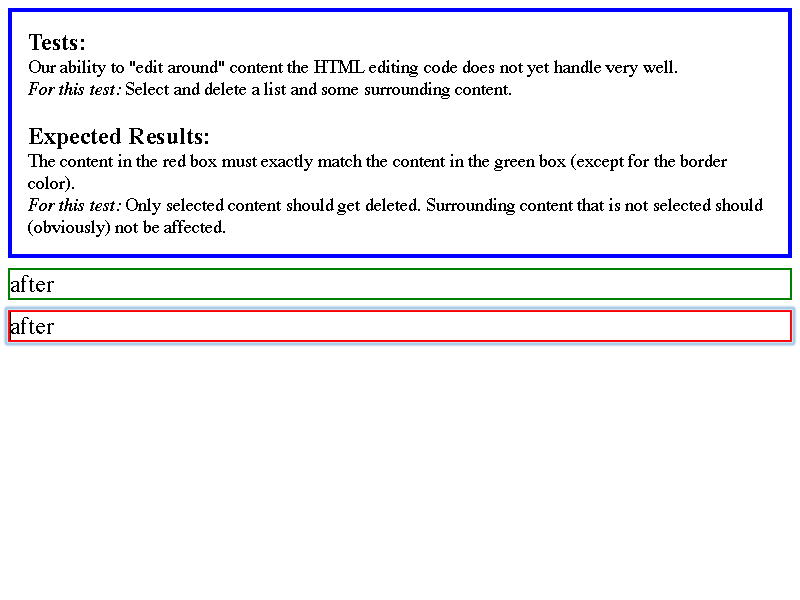 Tests:
Our ability to "edit around" content the HTML editing code does not yet handle very well.
For this test: Select and delete a list and some surrounding content.
Expected Results:
The content in the red box must exactly match the content in the green box (except for the border
color).
For this test: Only selected content should get deleted. Surrounding content that is not selected should
(obviously) not be affected.
after
after